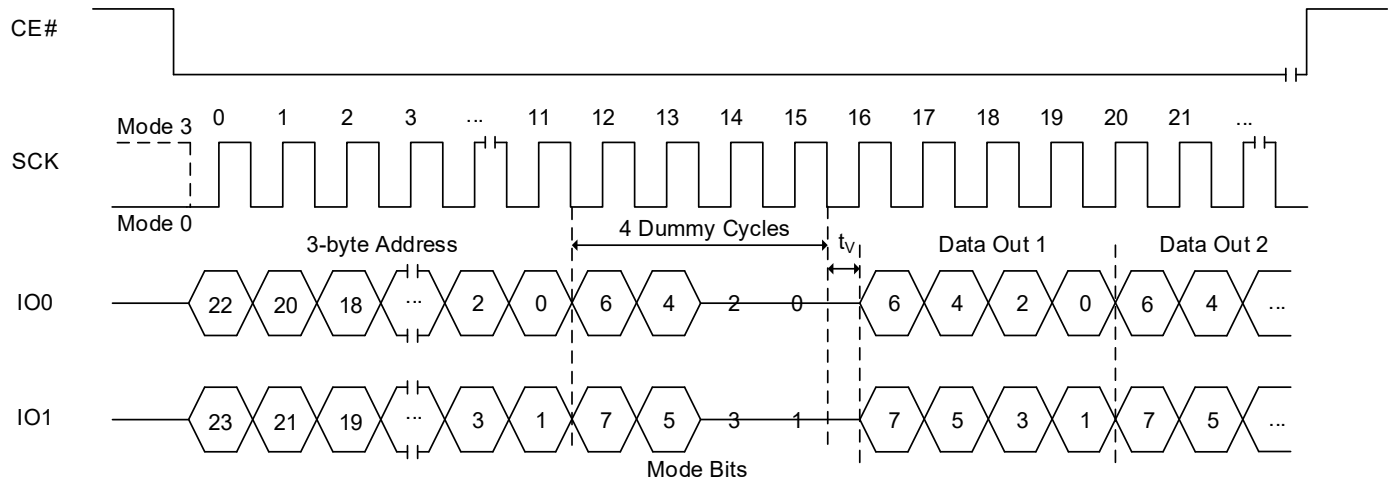 CE#
0 1 2 3 ... 11 12 13 14 15 16 17 18 19 20 21 ...
Mode 3
SCK
Mode 0
3-byte Address 4 Dummy Cycles tV Data Out 1 Data Out 2
IO0 22 20 18 ... 2 0 6 4 2 0 6 4 2 0 6 4 ...
IO1 23 21 19 ... 3 1 7 5 3 1 7 5 3 1 7 5 ...
Mode Bits